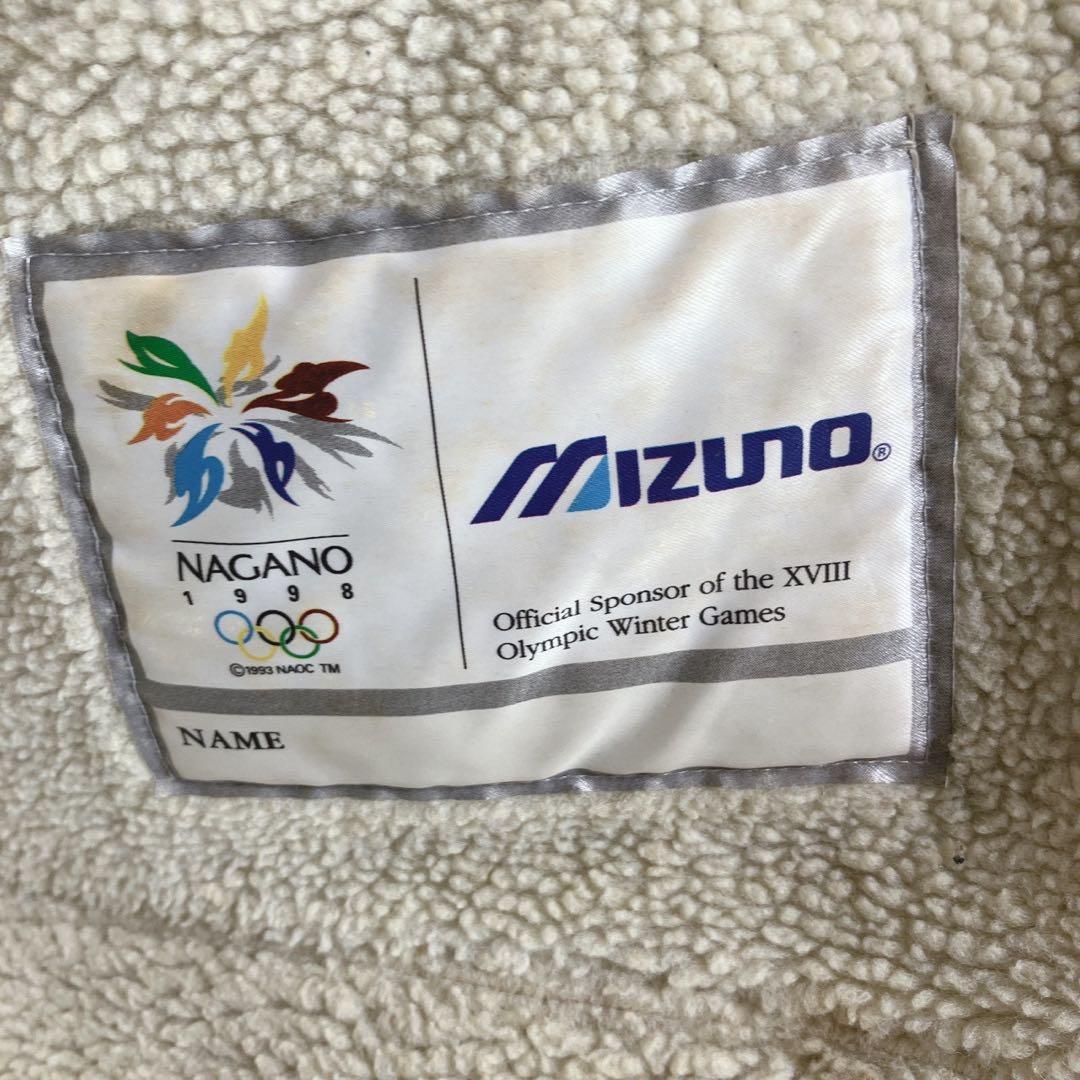 NAGANO
1998
©1993 NAOC TM
MIZUNO®
Official Sponsor of the XVIII
Olympic Winter Games
NAME